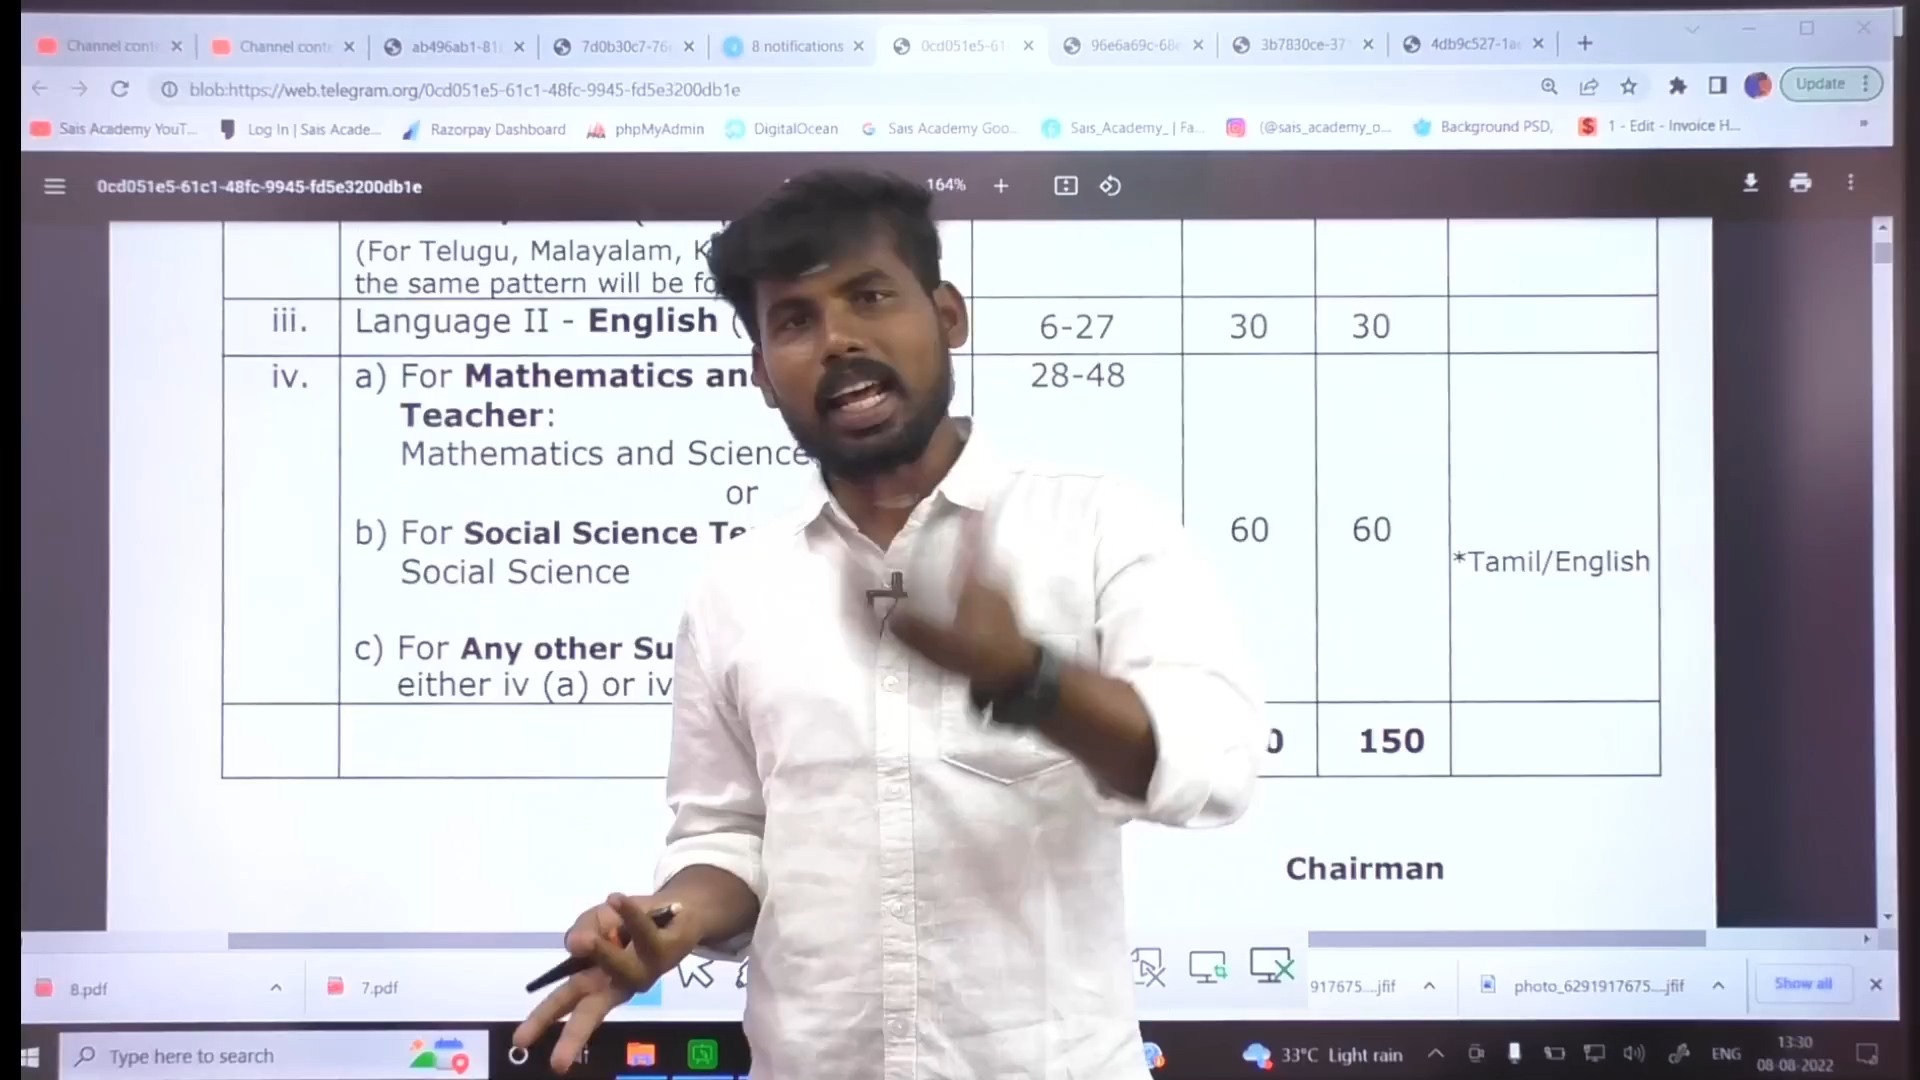 Channel cont
Channel cont
ab496ab1-81
7d0b30c7-76
8 notifications
0cd051e5-61
96e6a69c-68
3b7830ce-37
4db9c527-1a
blob:https://web.telegram.org/0cd051e5-61c1-48fc-9945-fd5e3200db1e
Update
Sais Academy YouT...
Log In | Sais Acade...
Razorpay Dashboard
phpMyAdmin
DigitalOcean
Sais Academy Goo...
Sais_Academy_ | Fa...
(@sais_academy_o...
Background PSD,
1 - Edit - Invoice H...
0cd051e5-61c1-48fc-9945-fd5e3200db1e
164%
(For Telugu, Malayalam, K
the same pattern will be fo
iii. Language II - English ( 6-27 30 30
iv. a) For Mathematics an 28-48
Teacher:
Mathematics and Science
or
b) For Social Science Te 60 60
*Tamil/English
Social Science
c) For Any other Su
either iv (a) or iv
0 150
Chairman
8.pdf
7.pdf
917675....jfif
photo_6291917675....jfif
Show all
Type here to search
33°C Light rain
ENG
13:30
08-08-2022